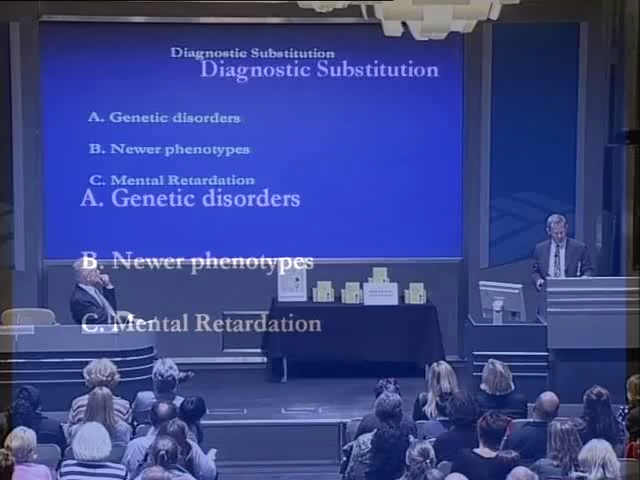 Diagnostic Substitution
Diagnostic Substitution
A. Genetic disorders
B. Newer phenotypes
C. Mental Retardation
A. Genetic disorders
B. Newer phenotypes
C. Mental Retardation